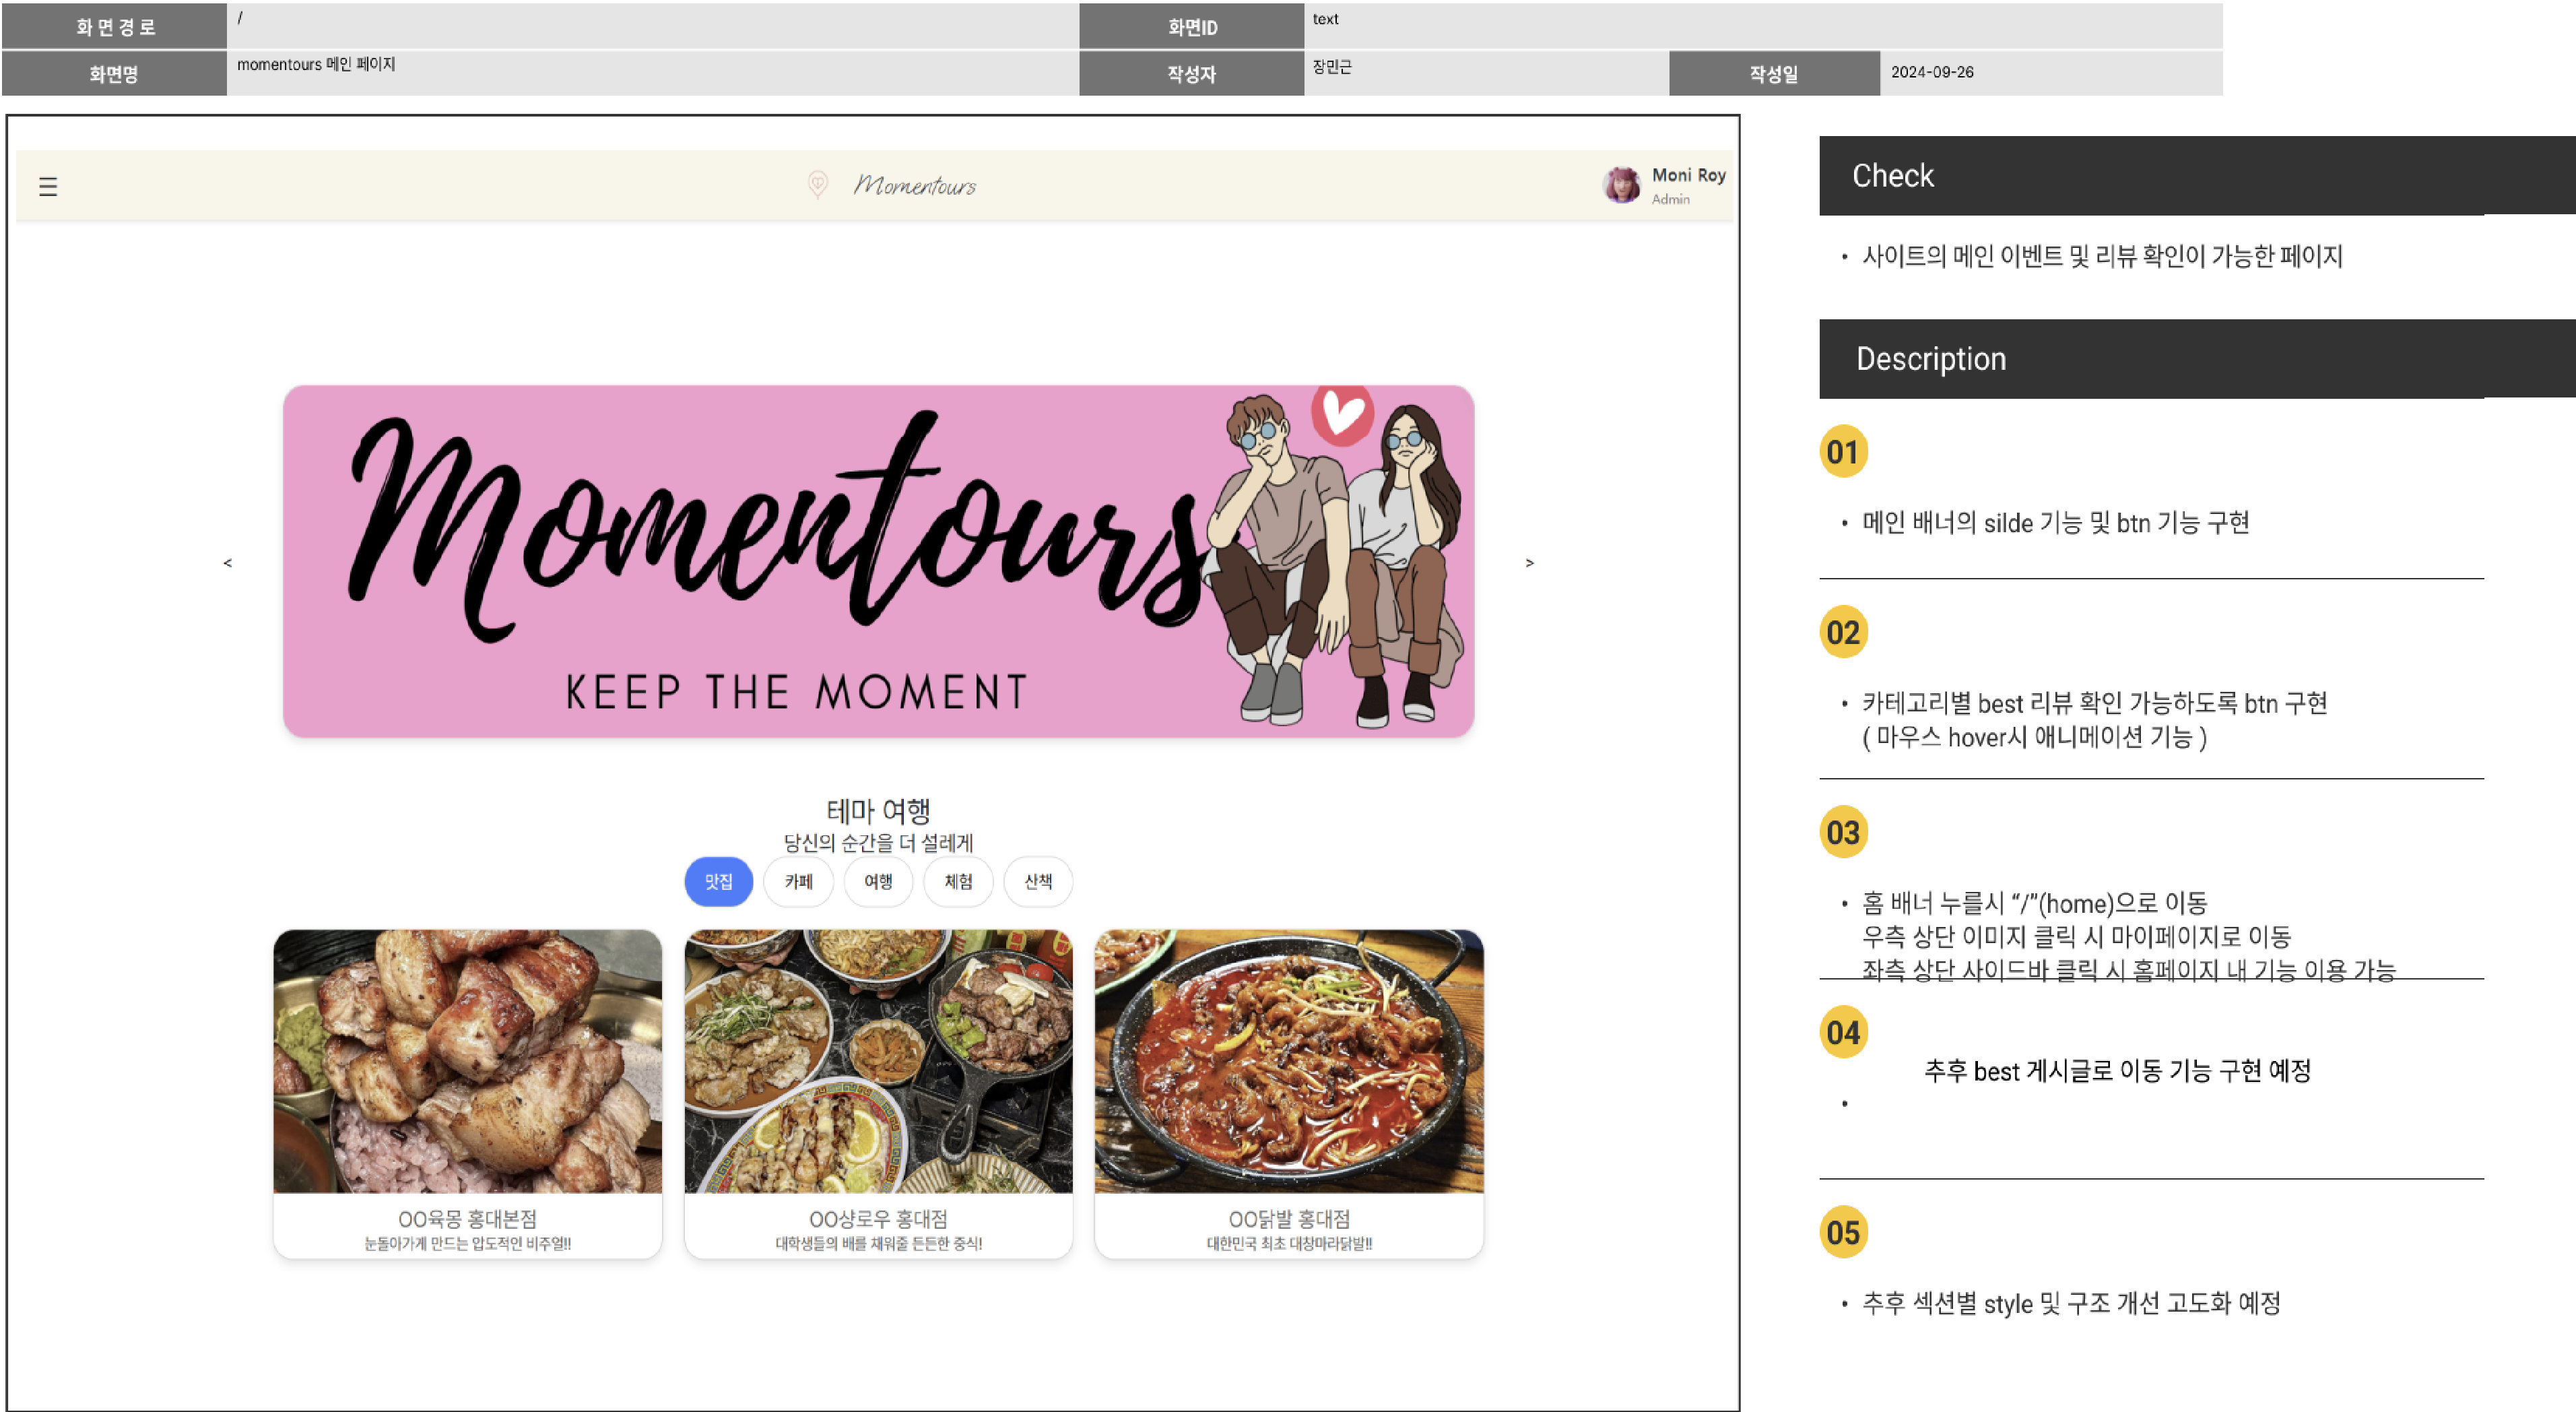 화 면 경 로
/
화면ID
text
화면명
momentours 메인 페이지
작성자
장민근
작성일
2024-09-26
☰
Momentours
Moni Roy
Admin
Momentours
KEEP THE MOMENT
<
>
테마 여행
당신의 순간을 더 설레게
맛집
카페
여행
체험
산책
OO육몽 홍대본점
눈돌아가게 만드는 압도적인 비주얼!!
OO샹로우 홍대점
대학생들의 배를 채워줄 든든한 중식!
OO닭발 홍대점
대한민국 최초 대창마라닭발!!
Check
• 사이트의 메인 이벤트 및 리뷰 확인이 가능한 페이지
Description
01
• 메인 배너의 silde 기능 및 btn 기능 구현
02
• 카테고리별 best 리뷰 확인 가능하도록 btn 구현
( 마우스 hover시 애니메이션 기능 )
03
• 홈 배너 누를시 “/”(home)으로 이동
우측 상단 이미지 클릭 시 마이페이지로 이동
좌측 상단 사이드바 클릭 시 홈페이지 내 기능 이용 가능
04
추후 best 게시글로 이동 기능 구현 예정
•
05
• 추후 섹션별 style 및 구조 개선 고도화 예정